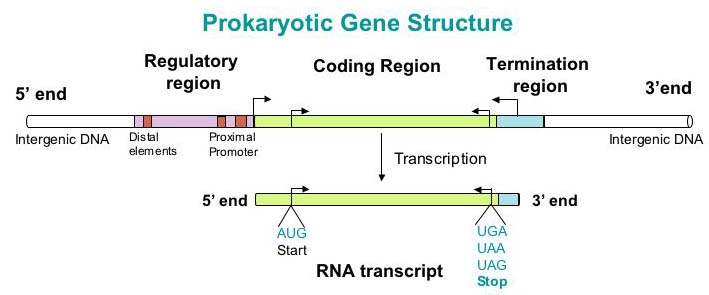 Prokaryotic Gene Structure
Regulatory
region
Coding Region
Termination
region
5’ end
3’end
Intergenic DNA
Distal
elements
Proximal
Promoter
Intergenic DNA
Transcription
5’ end
3’ end
AUG
Start
UGA
UAA
UAG
Stop
RNA transcript